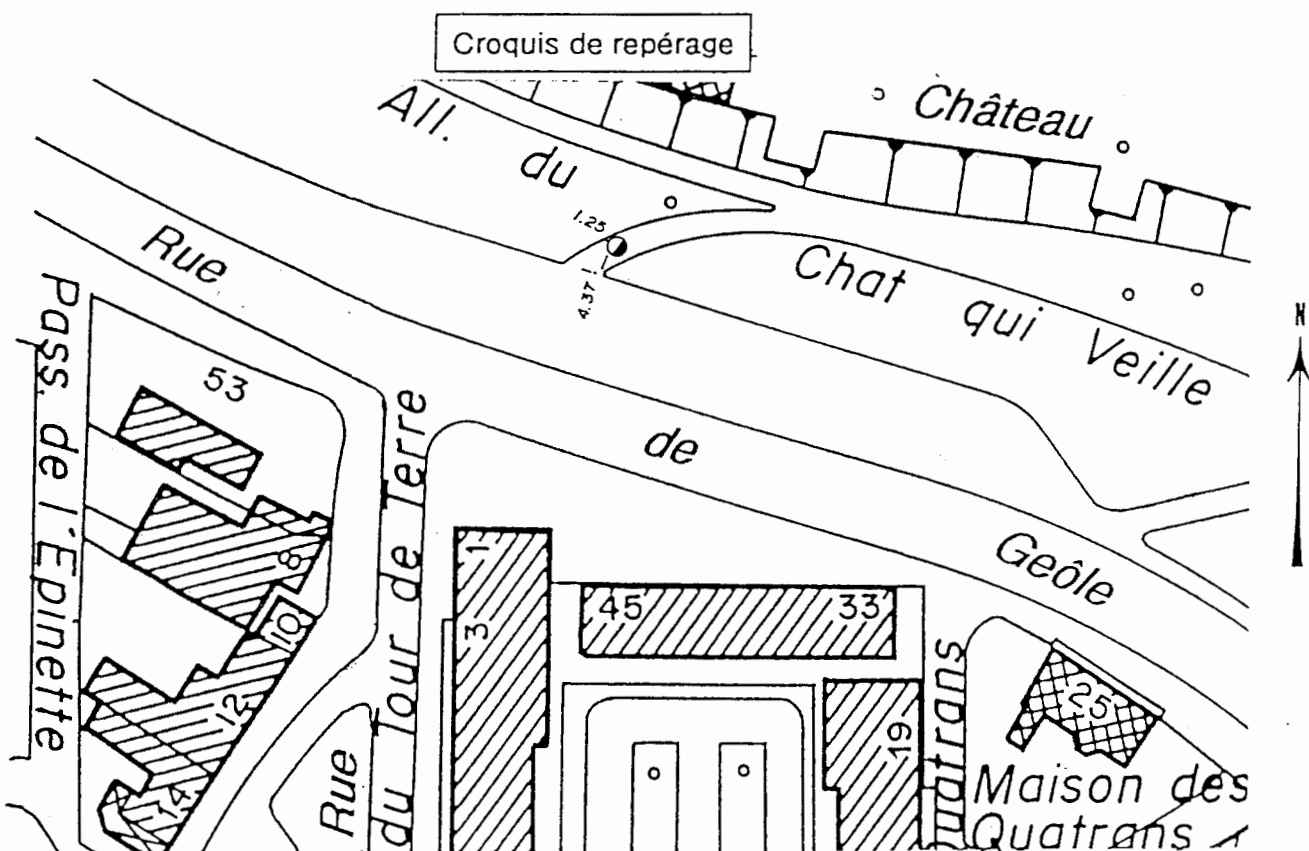 Croquis de repérage
Château
All. du Chat qui Veille
1.25
4.37
N
Rue de Geôle
Pass. de l'Epinette
53
8
10
12
14
Rue du Tour de Terre
1
3
45
33
19
25
Maison des
Quatrans